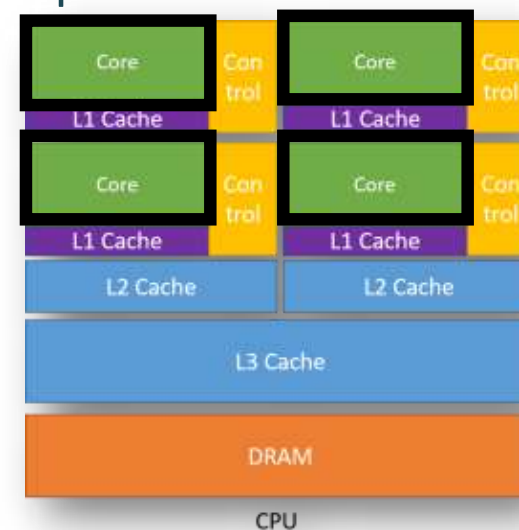 Core Con Core Con
trol trol
L1 Cache L1 Cache
Core Con Core Con
trol trol
L1 Cache L1 Cache
L2 Cache L2 Cache
L3 Cache
DRAM
CPU